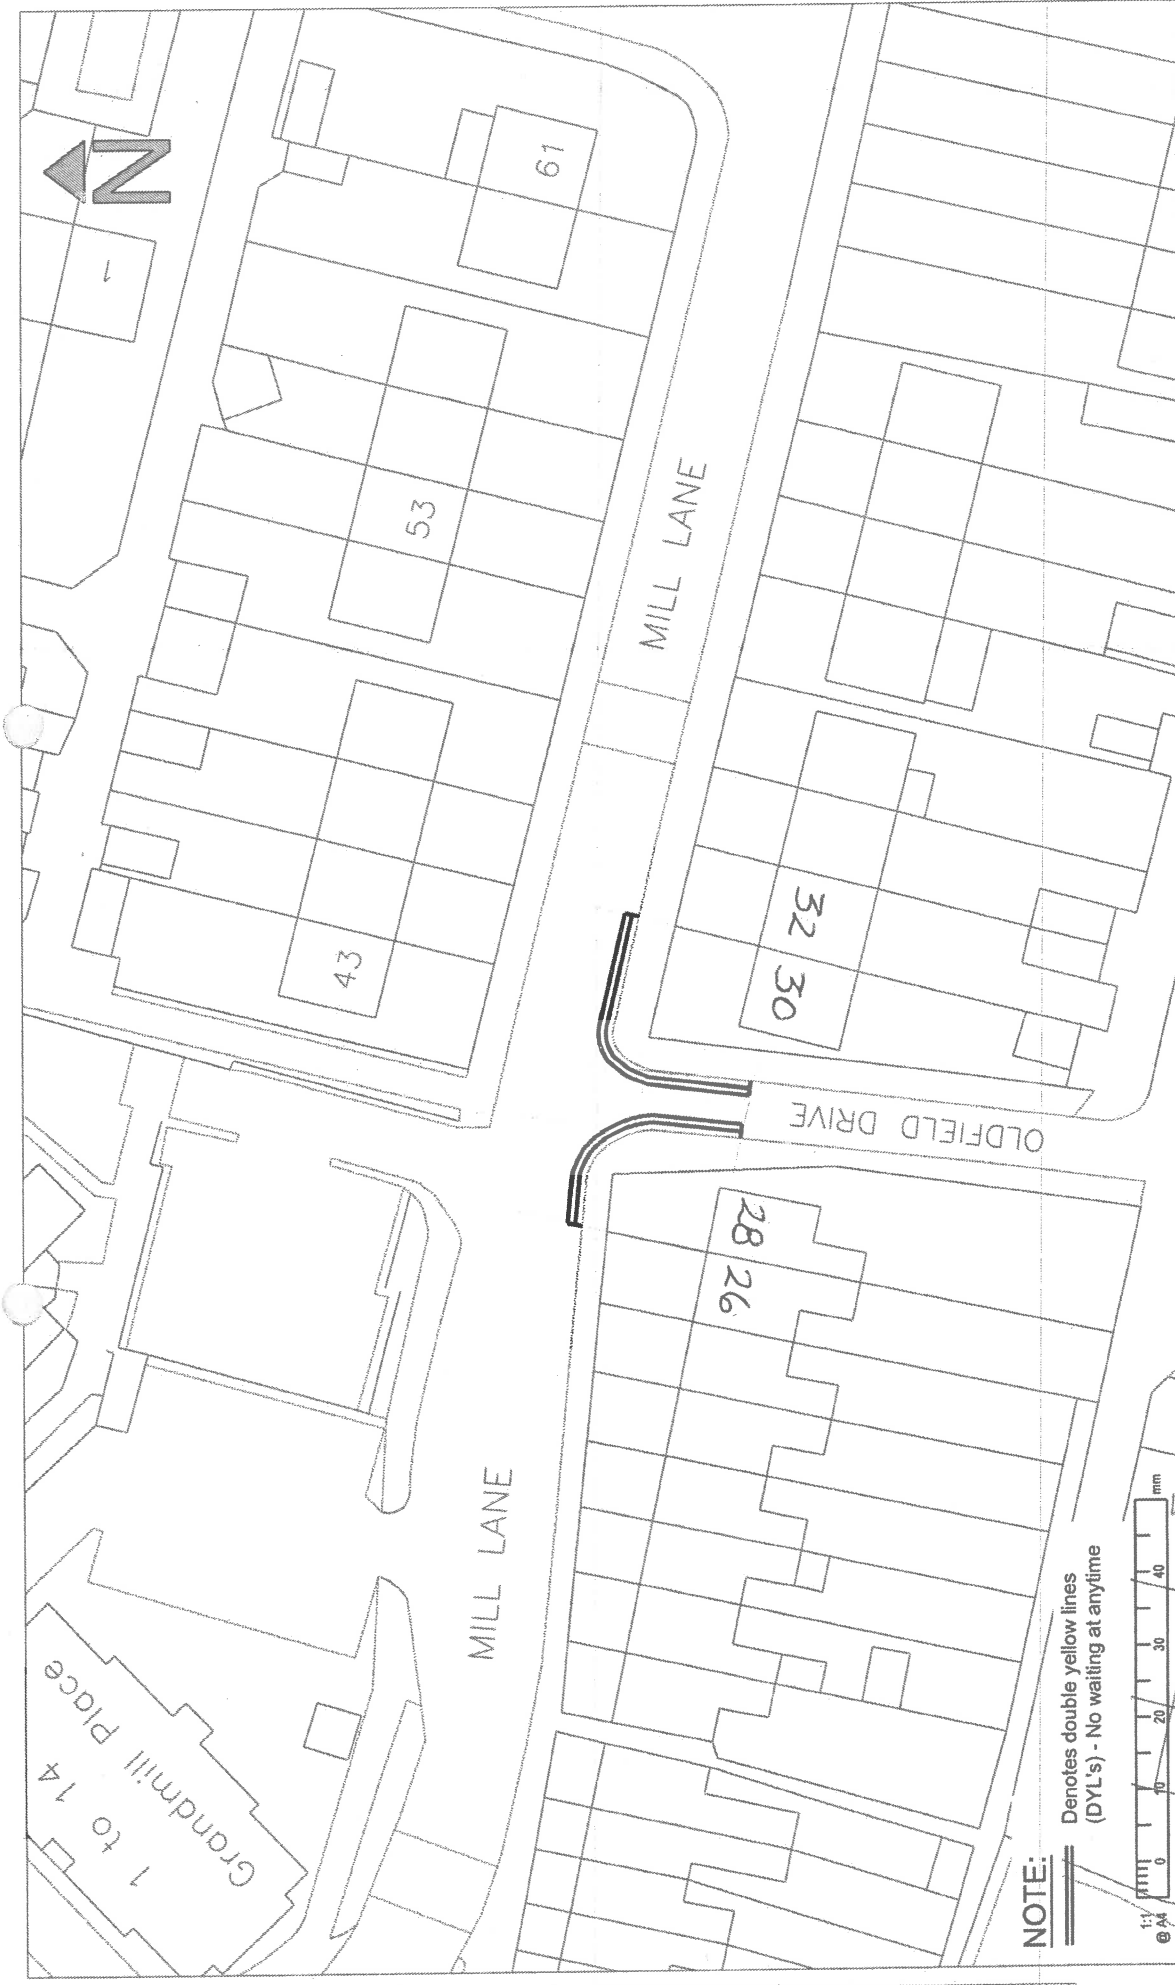 N
1
61
53
43
MILL LANE
32
30
OLDFIELD DRIVE
28
26
MILL LANE
1 to 14
Grandmill Place
NOTE:
Denotes double yellow lines
(DYL's) - No waiting at anytime
1:1
@ A4
0 10 20 30 40 mm